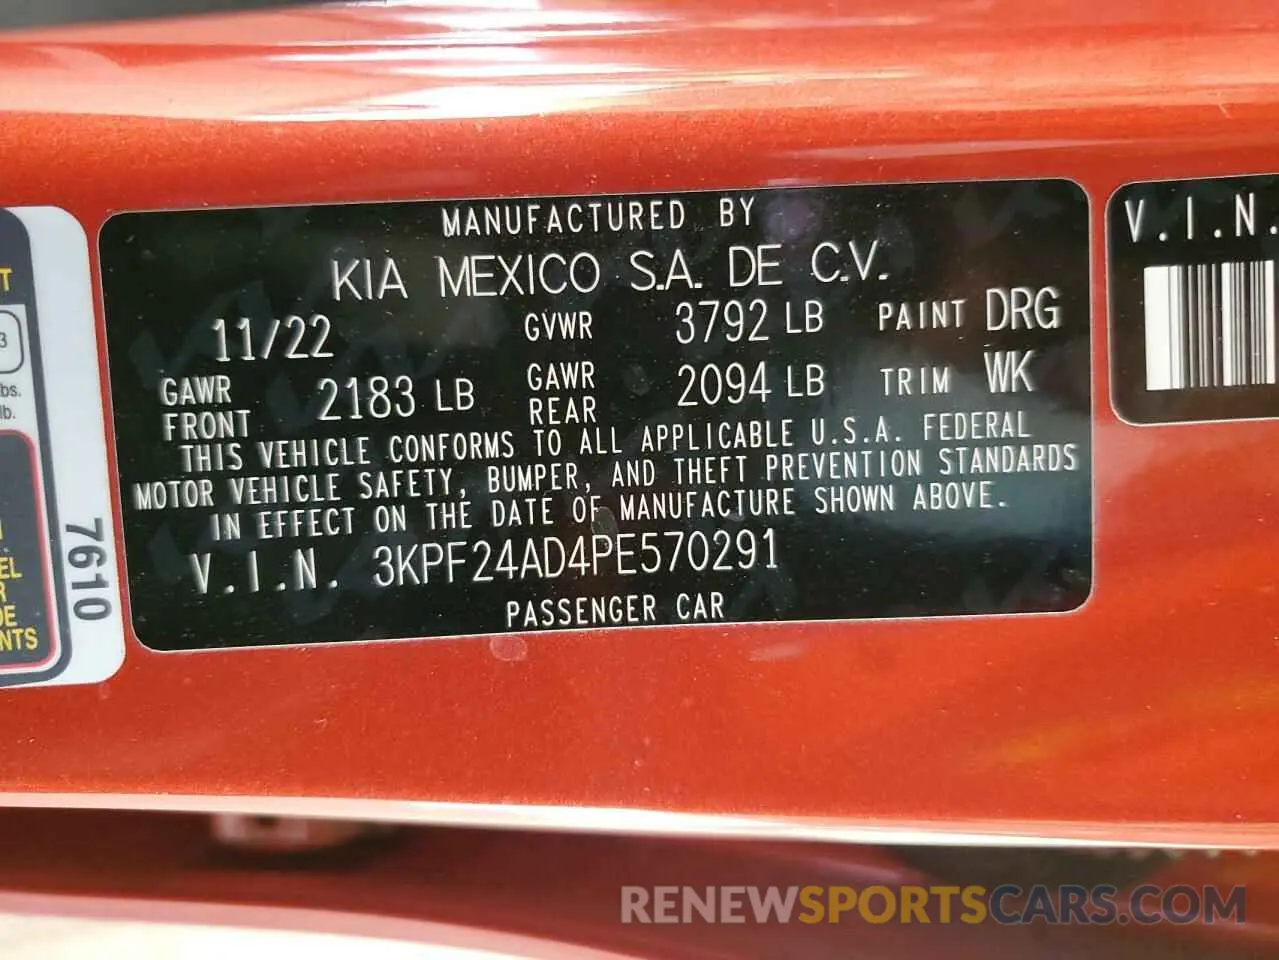 MANUFACTURED BY
KIA MEXICO S.A. DE C.V.
11/22 GVWR 3792 LB PAINT DRG
GAWR FRONT 2183 LB GAWR REAR 2094 LB TRIM WK
THIS VEHICLE CONFORMS TO ALL APPLICABLE U.S.A. FEDERAL
MOTOR VEHICLE SAFETY, BUMPER, AND THEFT PREVENTION STANDARDS
IN EFFECT ON THE DATE OF MANUFACTURE SHOWN ABOVE.
V.I.N. 3KPF24AD4PE570291
PASSENGER CAR
V.I.N.
7610
RENEWSPORTSCARS.COM